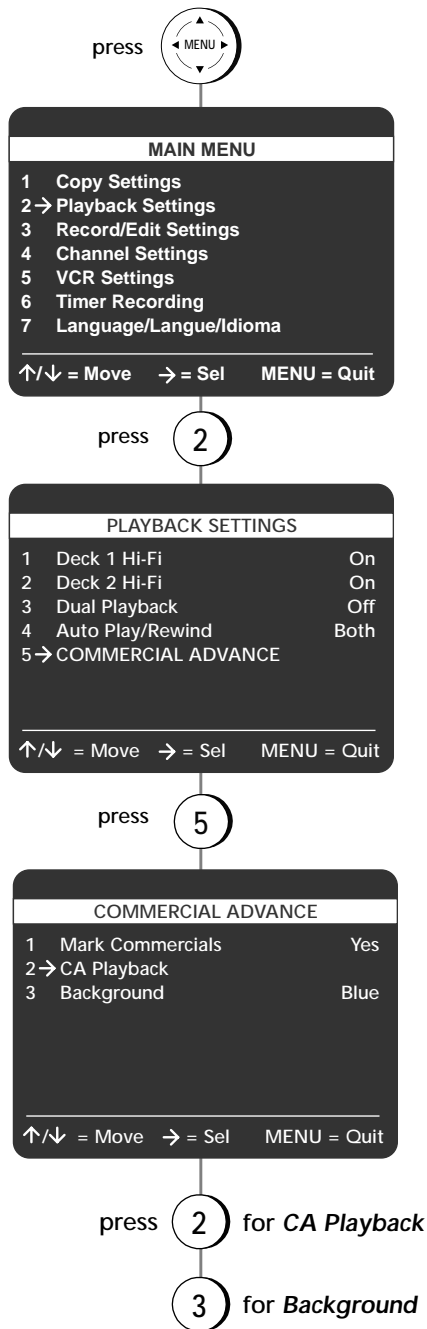 press MENU
MAIN MENU
1 Copy Settings
2→ Playback Settings
3 Record/Edit Settings
4 Channel Settings
5 VCR Settings
6 Timer Recording
7 Language/Langue/Idioma
↑/↓ = Move → = Sel MENU = Quit
press 2
PLAYBACK SETTINGS
1 Deck 1 Hi-Fi On
2 Deck 2 Hi-Fi On
3 Dual Playback Off
4 Auto Play/Rewind Both
5→ COMMERCIAL ADVANCE
↑/↓ = Move → = Sel MENU = Quit
press 5
COMMERCIAL ADVANCE
1 Mark Commercials Yes
2→ CA Playback
3 Background Blue
↑/↓ = Move → = Sel MENU = Quit
press 2 for CA Playback
3 for Background